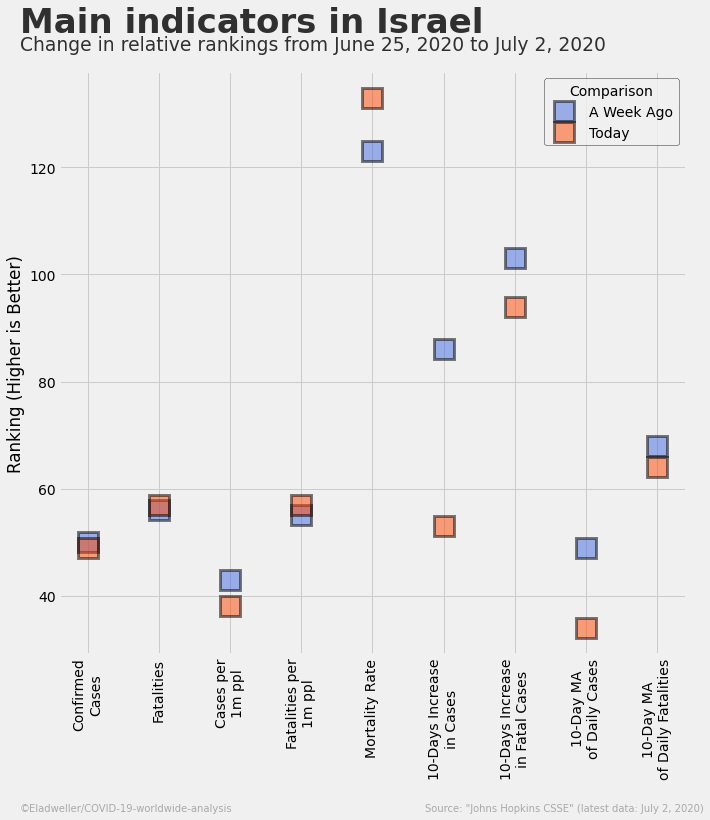 Main indicators in Israel
Change in relative rankings from June 25, 2020 to July 2, 2020
Comparison
A Week Ago
Today
Ranking (Higher is Better)
120
100
80
60
40
Confirmed
Cases
Fatalities
Cases per
1m ppl
Fatalities per
1m ppl
Mortality Rate
10-Days Increase
in Cases
10-Days Increase
in Fatal Cases
10-Day MA
of Daily Cases
10-Day MA
of Daily Fatalities
©Eladweller/COVID-19-worldwide-analysis
Source: "Johns Hopkins CSSE" (latest data: July 2, 2020)